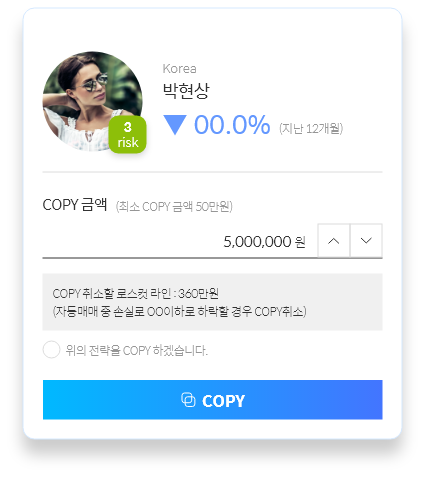 Korea
박현상
▼ 00.0% (지난 12개월)
3
risk
COPY 금액 (최소 COPY 금액 50만원)
5,000,000 원
COPY 취소할 로스컷 라인 : 360만원
(자동매매 중 손실로 OO이하로 하락할 경우 COPY취소)
위의 전략을 COPY 하겠습니다.
COPY